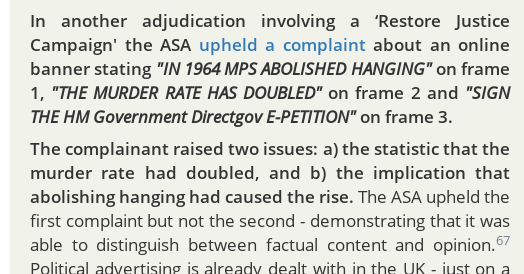 In another adjudication involving a ‘Restore Justice
Campaign' the ASA upheld a complaint about an online
banner stating "IN 1964 MPS ABOLISHED HANGING" on frame
1, "THE MURDER RATE HAS DOUBLED" on frame 2 and "SIGN
THE HM Government Directgov E-PETITION" on frame 3.
The complainant raised two issues: a) the statistic that the
murder rate had doubled, and b) the implication that
abolishing hanging had caused the rise. The ASA upheld the
first complaint but not the second - demonstrating that it was
able to distinguish between factual content and opinion.67
Political advertising is already dealt with in the UK - just on a